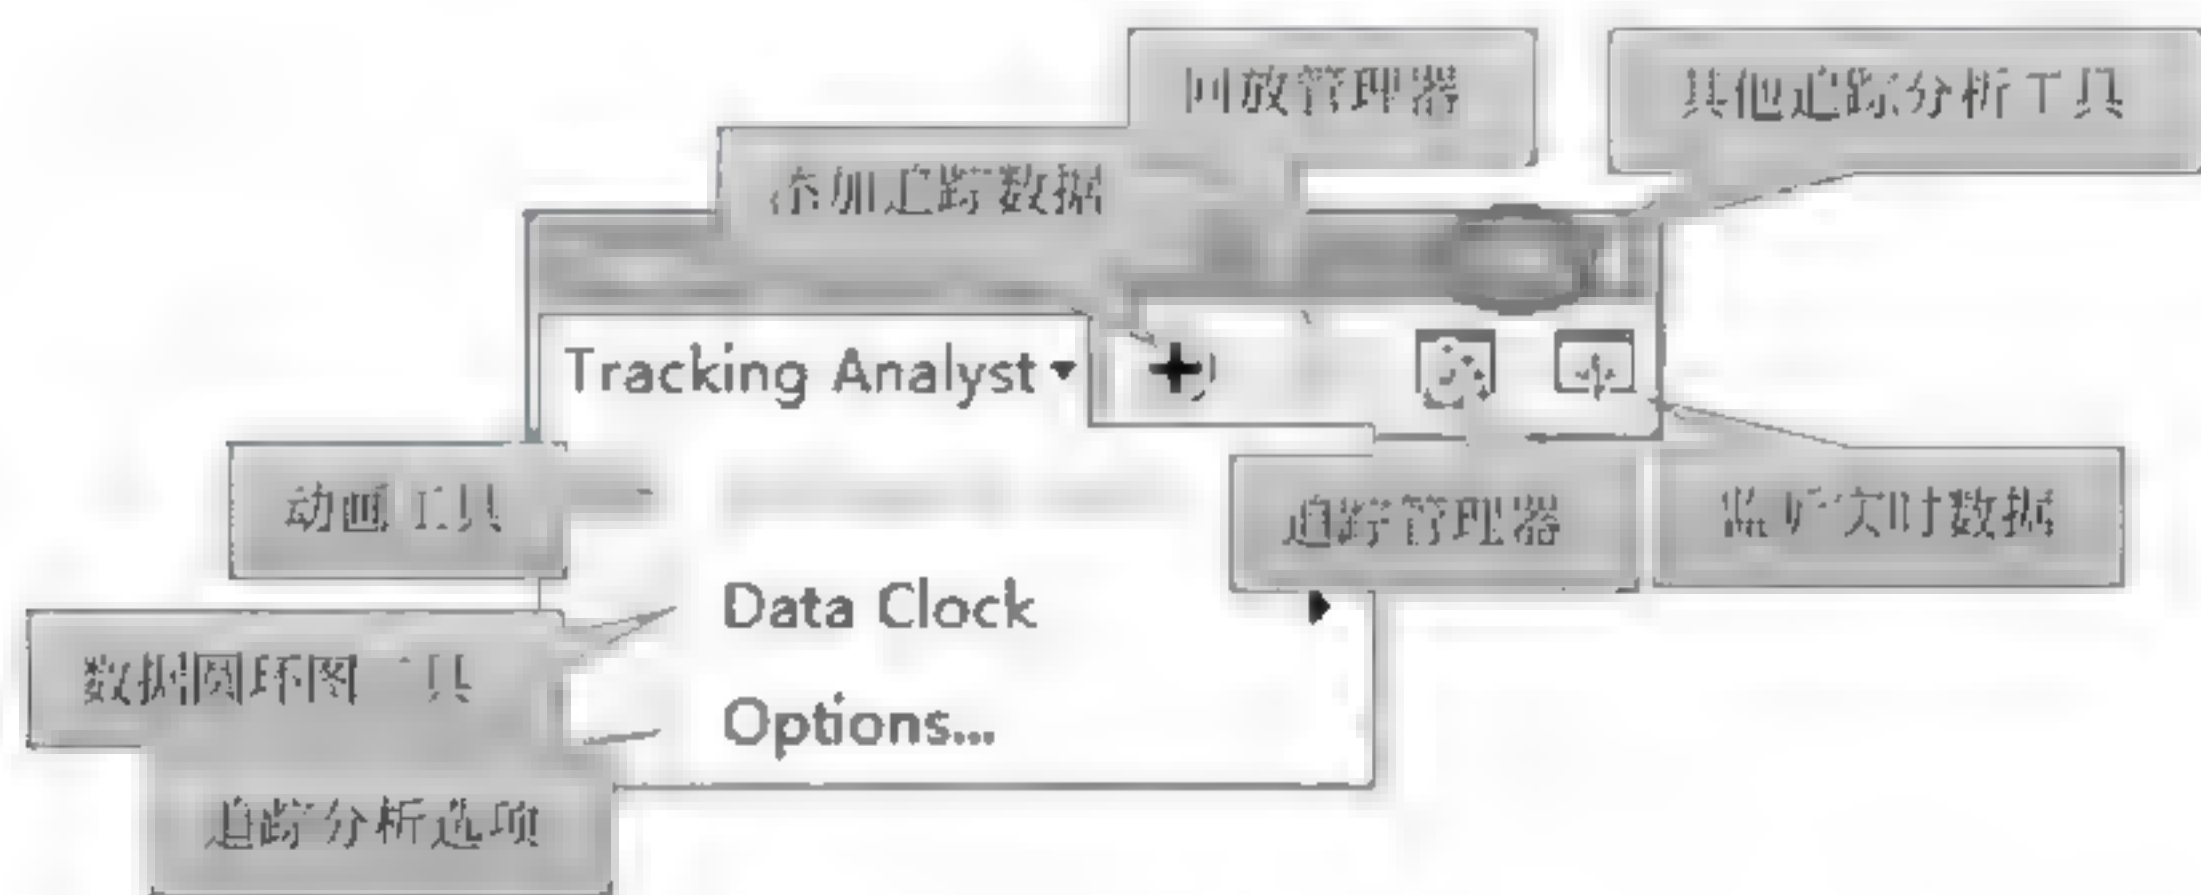 回放管理器
其他追踪分析工具
添加追踪数据
Tracking Analyst
动画工具
追踪管理器
监听实时数据
Data Clock
数据圆环图工具
Options...
追踪分析选项